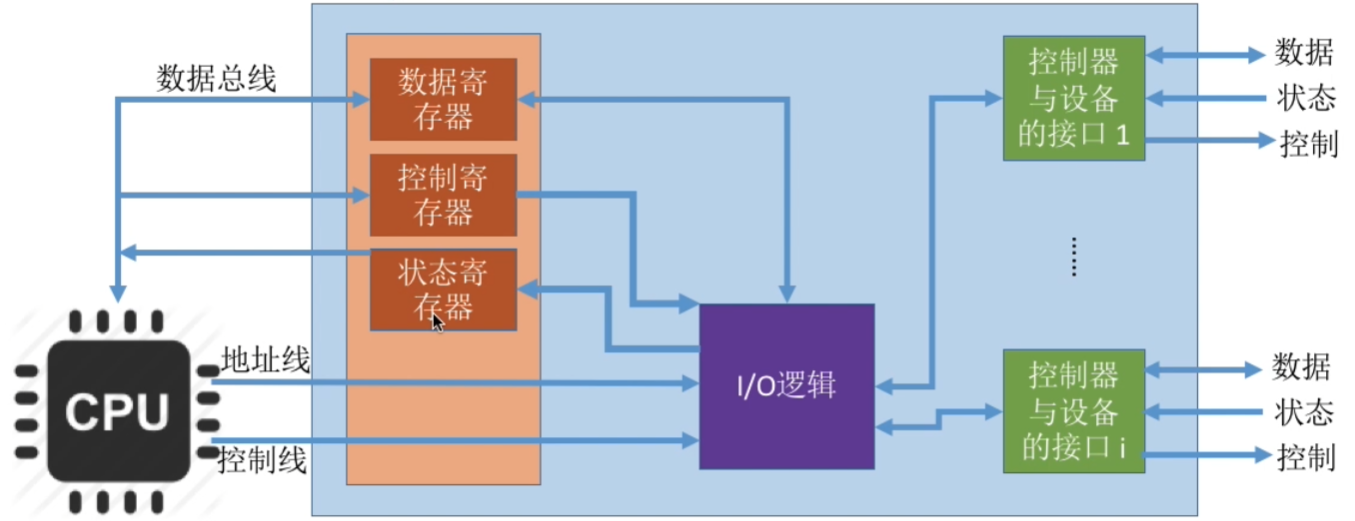 数据总线
数据寄
存器
控制寄
存器
状态寄
存器
CPU
地址线
控制线
I/O逻辑
控制器
与设备
的接口 1
数据
状态
控制
......
控制器
与设备
的接口 i
数据
状态
控制